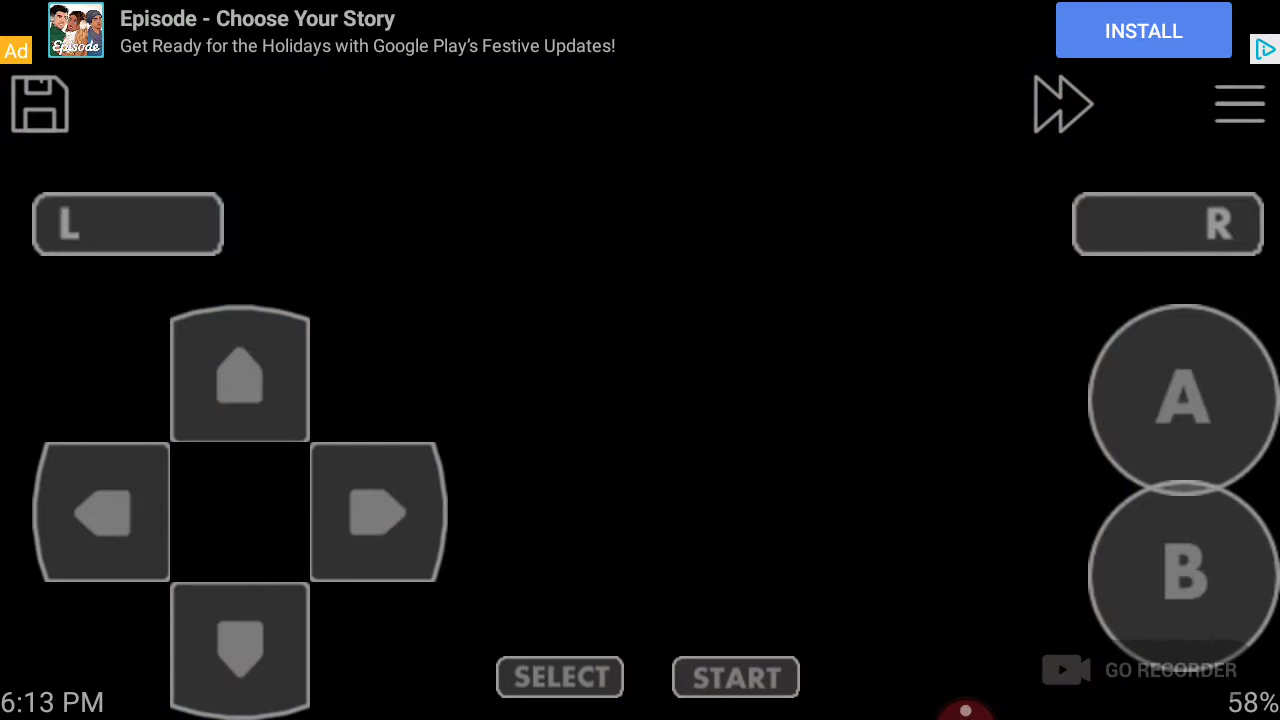 Episode - Choose Your Story
INSTALL
Ad
Episode
Get Ready for the Holidays with Google Play's Festive Updates!
L
R
A
B
SELECT
START
GO RECORDER
6:13 PM
58%